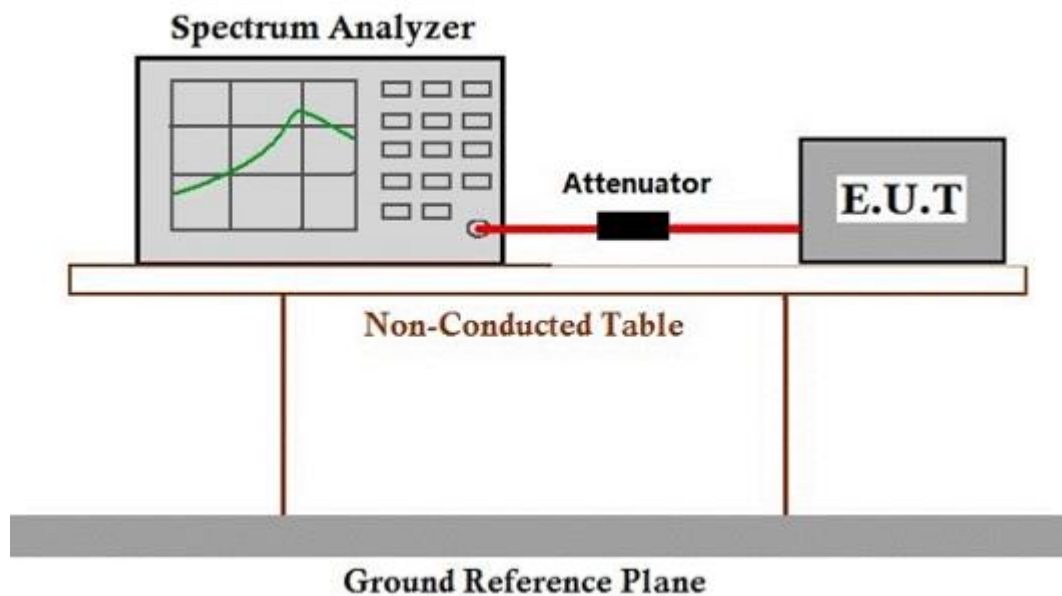 Spectrum Analyzer
Attenuator
E.U.T
Non-Conducted Table
Ground Reference Plane